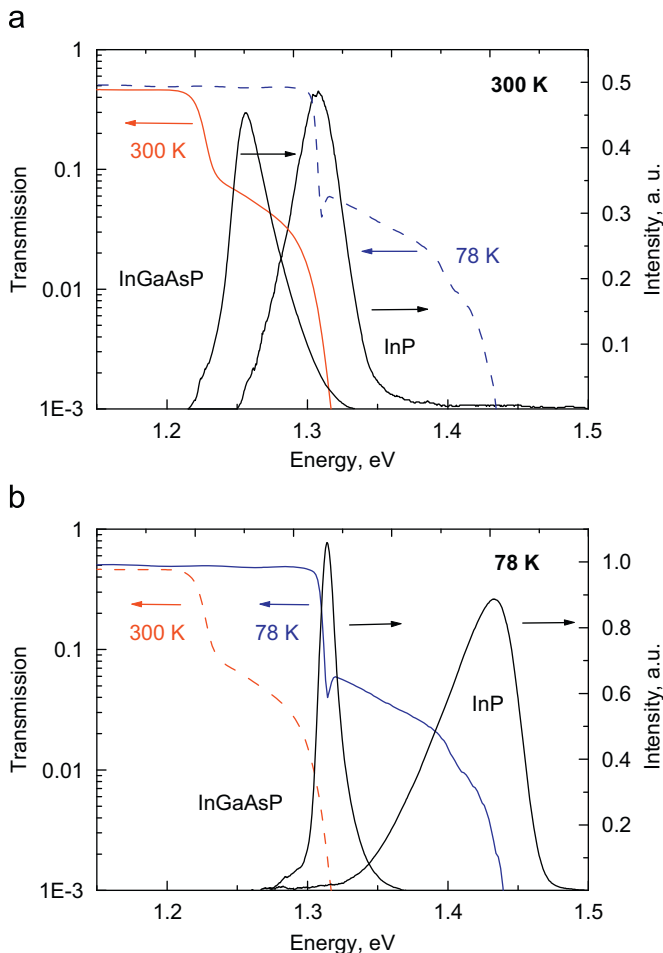 a
300 K
1
0.1
0.01
1E-3
Transmission
0.5
0.4
0.3
0.2
0.1
Intensity, a. u.
300 K
InGaAsP
78 K
InP
1.2
1.3
1.4
1.5
Energy, eV
b
78 K
1
0.1
0.01
1E-3
Transmission
1.0
0.8
0.6
0.4
0.2
Intensity, a.u.
300 K
78 K
InP
InGaAsP
1.2
1.3
1.4
1.5
Energy, eV